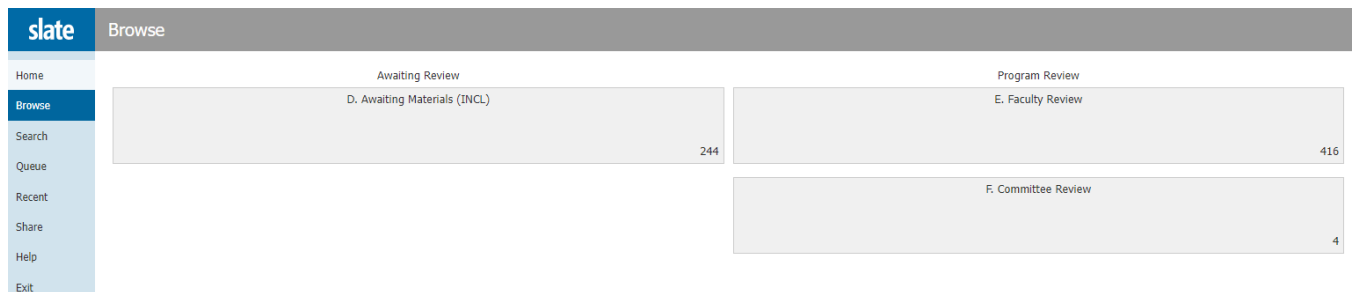 slate
Browse
Home
Browse
Search
Queue
Recent
Share
Help
Exit
Awaiting Review
D. Awaiting Materials (INCL)
244
Program Review
E. Faculty Review
416
F. Committee Review
4